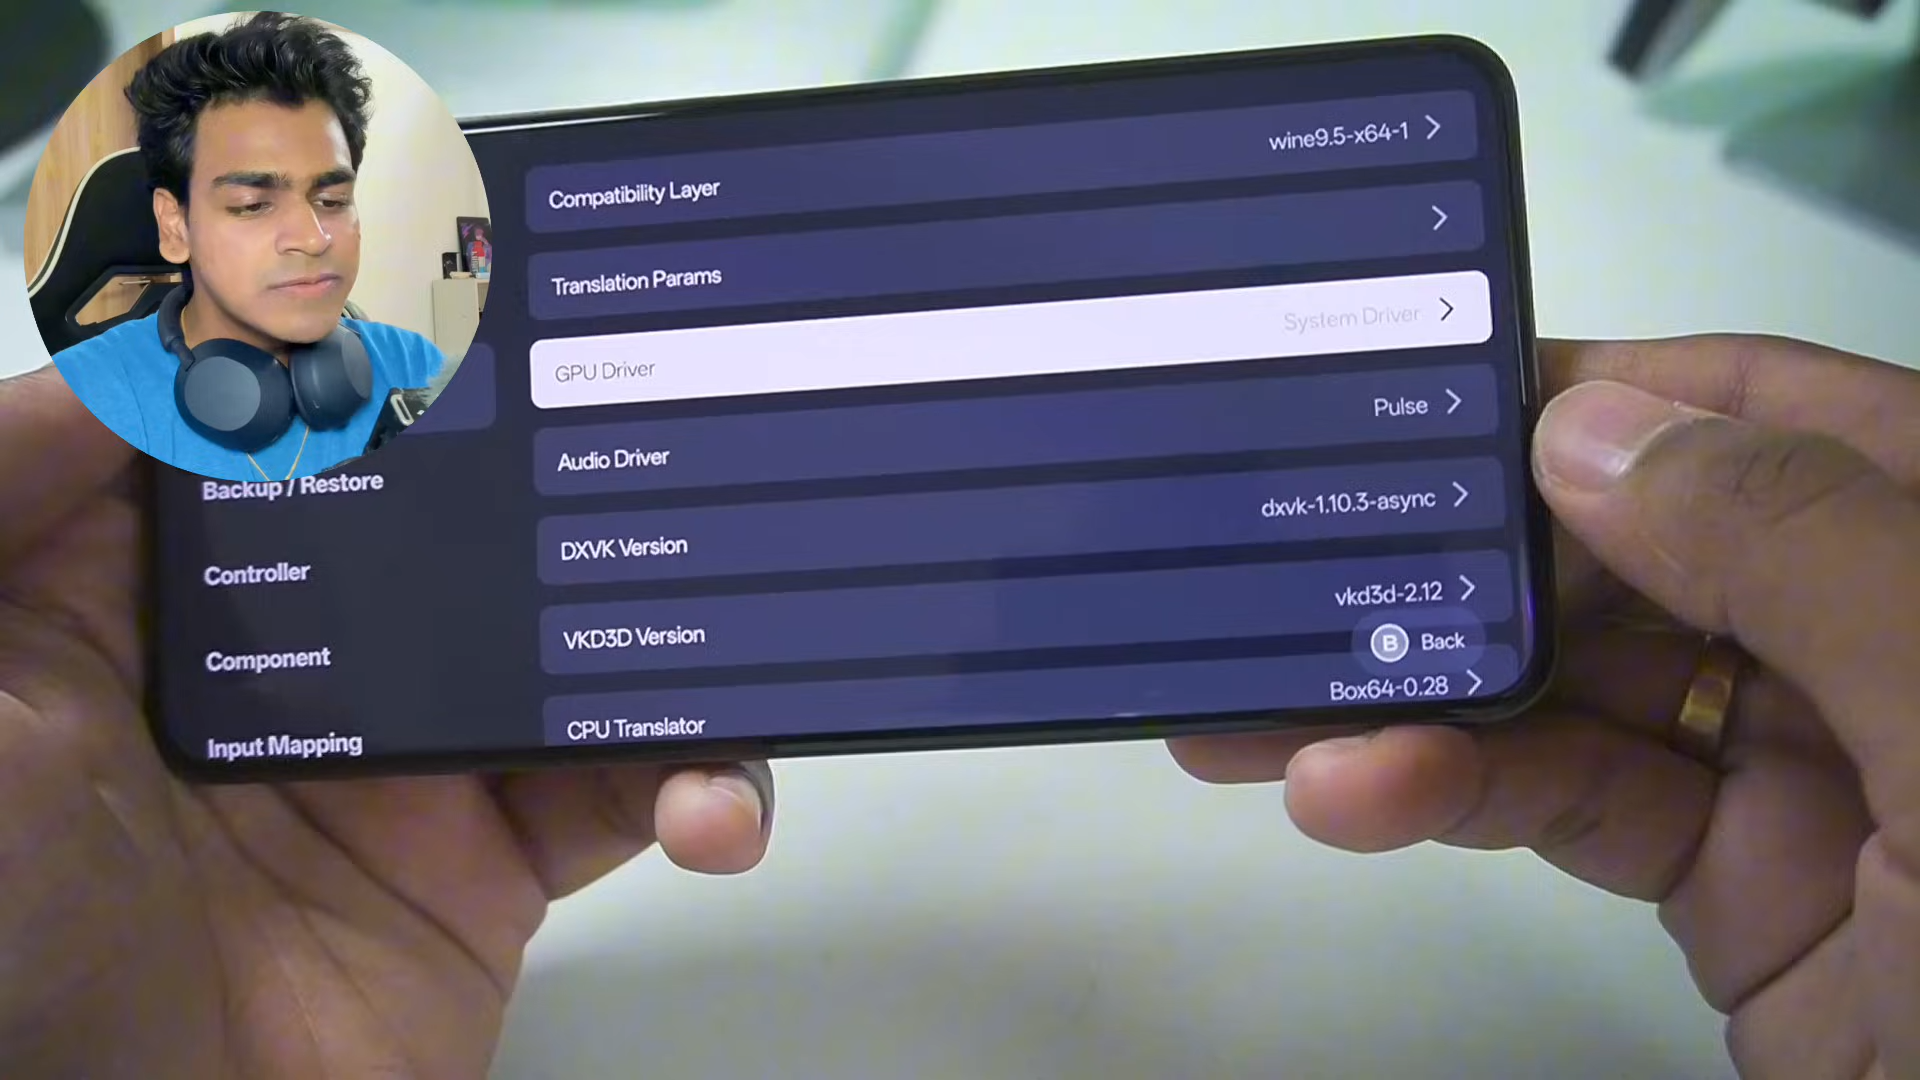 Compatibility Layer wine9.5-x64-1
Translation Params
GPU Driver System Driver
Audio Driver Pulse
DXVK Version dxvk-1.10.3-async
VKD3D Version vkd3d-2.12
B Back
CPU Translator Box64-0.28
Backup / Restore
Controller
Component
Input Mapping